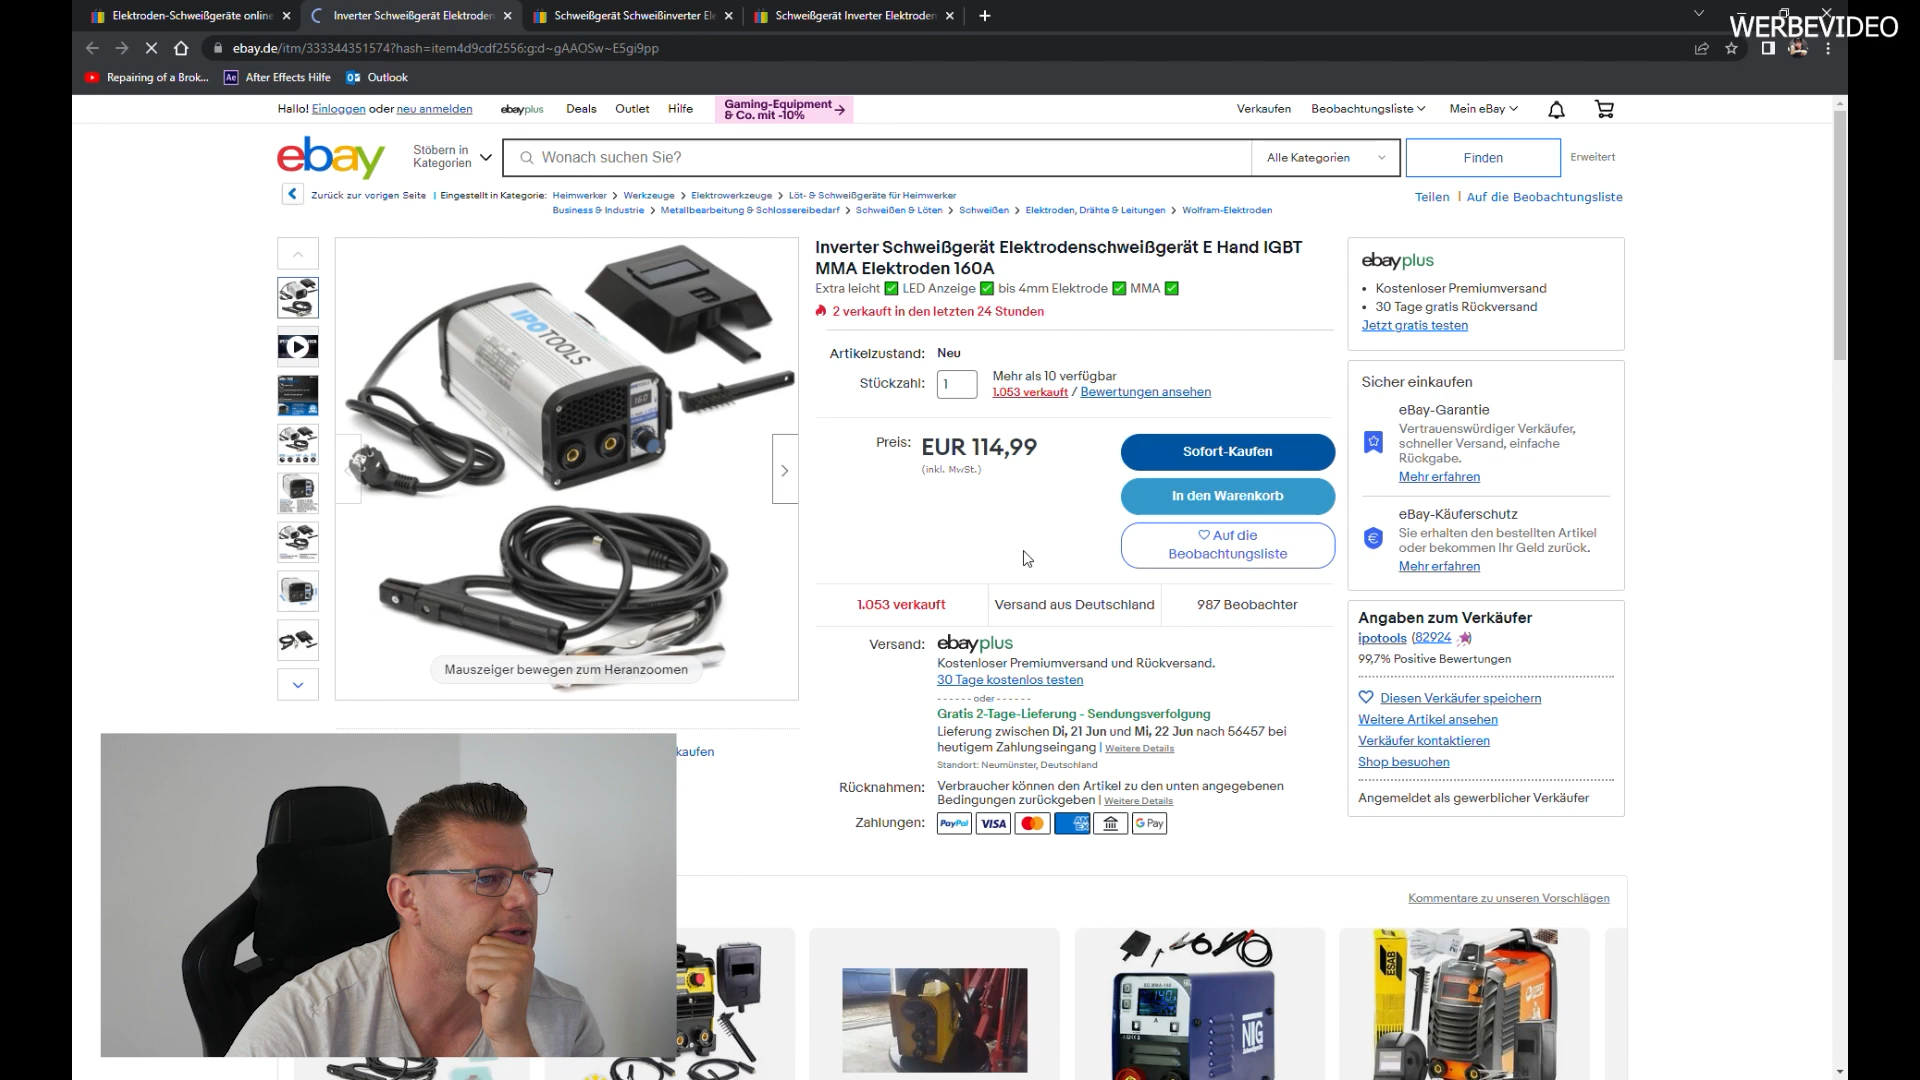 Elektroden-Schweißgeräte online
Inverter Schweißgerät Elektroden
Schweißgerät Schweißinverter Ele
Schweißgerät Inverter Elektroden
WERBEVIDEO
ebay.de/itm/333344351574?hash=item4d9cdf2556:g:d~gAAOSw~E5gi9pp
Repairing of a Brok...
Ae After Effects Hilfe
Outlook
Hallo! Einloggen oder neu anmelden
ebayplus
Deals
Outlet
Hilfe
Gaming-Equipment
& Co. mit -10%
Verkaufen
Beobachtungsliste
Mein eBay
ebay
Stöbern in
Kategorien
Wonach suchen Sie?
Alle Kategorien
Finden
Erweitert
Zurück zur vorigen Seite | Eingestellt in Kategorie: Heimwerker > Werkzeuge > Elektrowerkzeuge > Löt- & Schweißgeräte für Heimwerker
Business & Industrie > Metallbearbeitung & Schlossereibedarf > Schweißen & Löten > Schweißen > Elektroden, Drähte & Leitungen > Wolfram-Elektroden
Teilen | Auf die Beobachtungsliste
IPOTOOLS
160
Mauszeiger bewegen zum Heranzoomen
kaufen
Inverter Schweißgerät Elektrodenschweißgerät E Hand IGBT
MMA Elektroden 160A
Extra leicht ✅ LED Anzeige ✅ bis 4mm Elektrode ✅ MMA ✅
2 verkauft in den letzten 24 Stunden
Artikelzustand: Neu
Stückzahl: 1
Mehr als 10 verfügbar
1.053 verkauft / Bewertungen ansehen
Preis: EUR 114,99
(inkl. MwSt.)
Sofort-Kaufen
In den Warenkorb
Auf die
Beobachtungsliste
1.053 verkauft
Versand aus Deutschland
987 Beobachter
Versand: ebayplus
Kostenloser Premiumversand und Rückversand.
30 Tage kostenlos testen
------ oder ------
Gratis 2-Tage-Lieferung - Sendungsverfolgung
Lieferung zwischen Di, 21 Jun und Mi, 22 Jun nach 56457 bei
heutigem Zahlungseingang | Weitere Details
Standort: Neumünster, Deutschland
Rücknahmen: Verbraucher können den Artikel zu den unten angegebenen
Bedingungen zurückgeben | Weitere Details
Zahlungen: PayPal VISA AMEX G Pay
ebayplus
• Kostenloser Premiumversand
• 30 Tage gratis Rückversand
Jetzt gratis testen
Sicher einkaufen
eBay-Garantie
Vertrauenswürdiger Verkäufer,
schneller Versand, einfache
Rückgabe.
Mehr erfahren
eBay-Käuferschutz
Sie erhalten den bestellten Artikel
oder bekommen Ihr Geld zurück.
Mehr erfahren
Angaben zum Verkäufer
ipotools (82924
99,7% Positive Bewertungen
Diesen Verkäufer speichern
Weitere Artikel ansehen
Verkäufer kontaktieren
Shop besuchen
Angemeldet als gewerblicher Verkäufer
Kommentare zu unseren Vorschlägen
ESAB